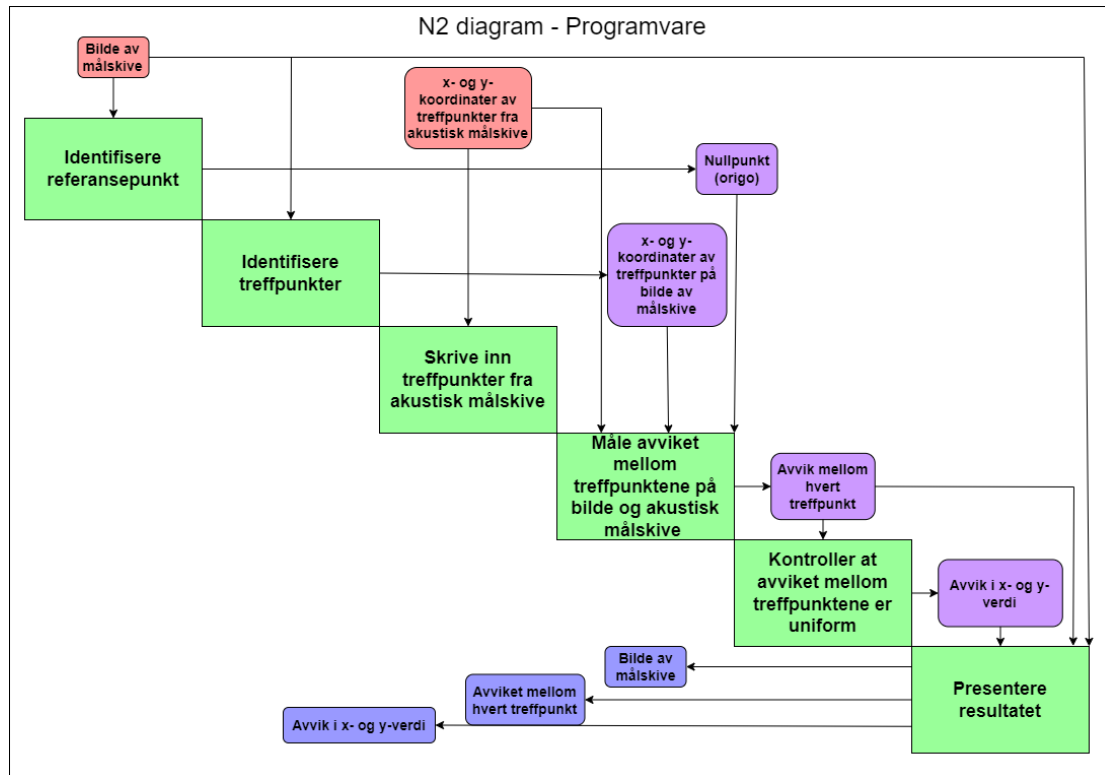 N2 diagram - Programvare
Bilde av
målskive
x- og y-
koordinater av
treffpunkter fra
akustisk målskive
Identifisere
referansepunkt
Nullpunkt
(origo)
Identifisere
treffpunkter
x- og y-
koordinater av
treffpunkter på
bilde av
målskive
Skrive inn
treffpunkter fra
akustisk målskive
Måle avviket
mellom
treffpunktene på
bilde og akustisk
målskive
Avvik mellom
hvert
treffpunkt
Kontroller at
avviket mellom
treffpunktene er
uniform
Avvik i x- og y-
verdi
Bilde av
målskive
Presentere
resultatet
Avviket mellom
hvert treffpunkt
Avvik i x- og y-verdi